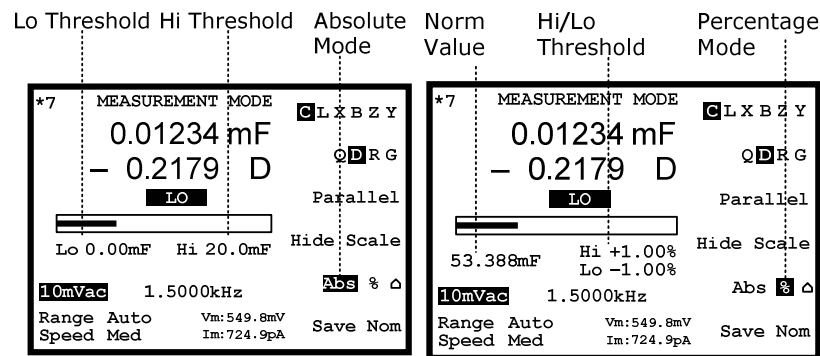 Lo Threshold Hi Threshold Absolute Mode
Norm Value Hi/Lo Threshold Percentage Mode
*7 MEASUREMENT MODE
0.01234 mF
− 0.2179 D
LO
Lo 0.00mF Hi 20.0mF
10mVac 1.5000kHz
Range Auto Vm:549.8mV
Speed Med Im:724.9pA
C L X B Z Y
Q D R G
Parallel
Hide Scale
Abs % △
Save Nom
*7 MEASUREMENT MODE
0.01234 mF
− 0.2179 D
LO
53.388mF Hi +1.00%
Lo −1.00%
10mVac 1.5000kHz
Range Auto Vm:549.8mV
Speed Med Im:724.9pA
C L X B Z Y
Q D R G
Parallel
Hide Scale
Abs % △
Save Nom